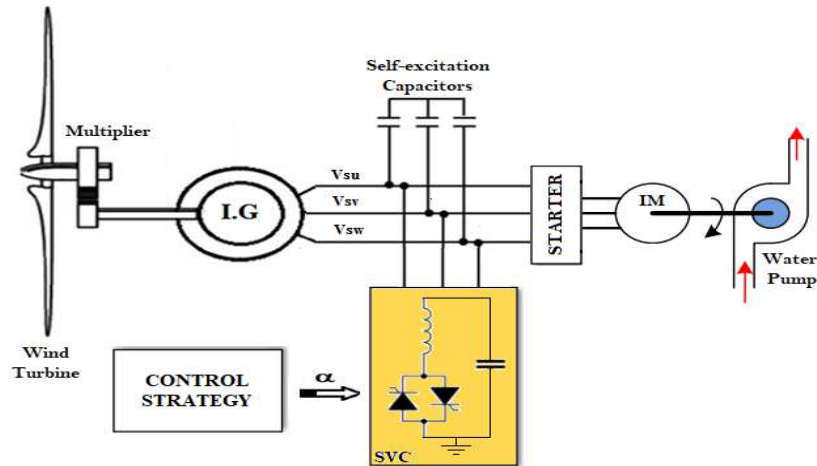 Self-excitation
Capacitors
Multiplier
Vsu
I.G
Vsv
Vsw
STARTER
IM
Water
Pump
Wind
Turbine
CONTROL
STRATEGY
α
SVC